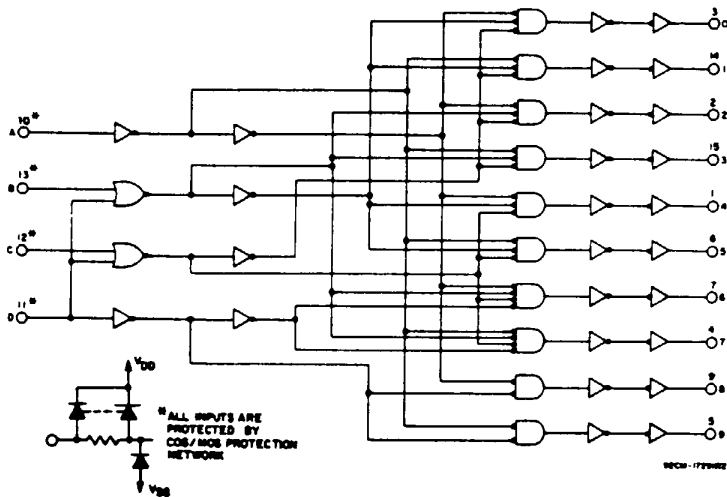 3
0
14
1
2
2
15
3
1
4
6
5
7
6
4
7
9
8
5
9
10*
A
13*
B
12*
C
11*
D
VDD
*ALL INPUTS ARE
PROTECTED BY
COS/MOS PROTECTION
NETWORK
VSS